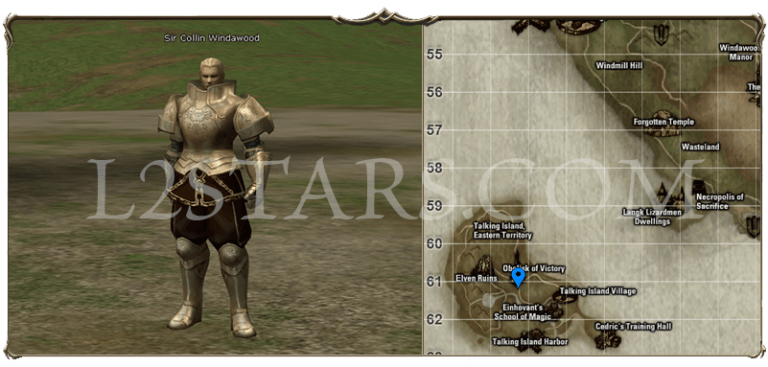 Sir Collin Windawood
L2STARS.COM
55
56
57
58
59
60
61
62
Windmill Hill
Windawoo
Manor
The
Forgotten Temple
Wasteland
Necropolis of
Sacrifice
Langk Lizardmen
Dwellings
Talking Island,
Eastern Territory
Obelisk of Victory
Elven Ruins
Talking Island Village
Einhovant's
School of Magic
Cedric's Training Hall
Talking Island Harbor